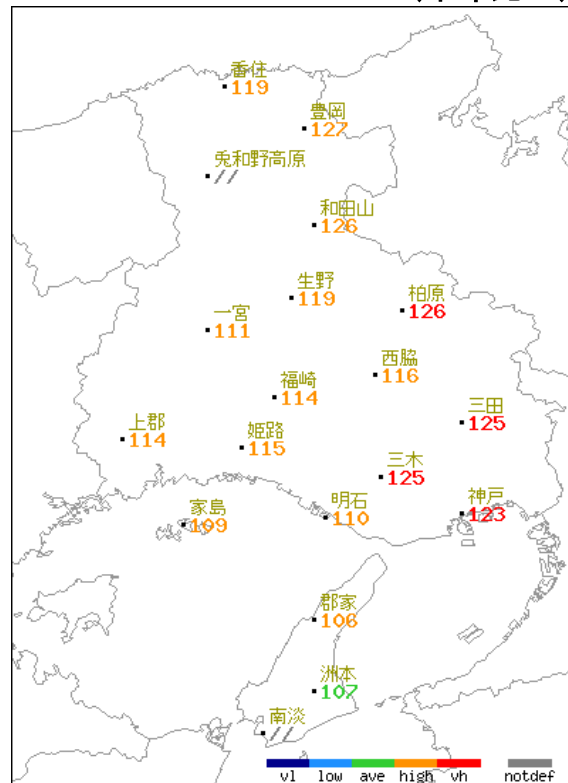 香住
119
豊岡
127
兎和野高原
//
和田山
126
生野
119
柏原
126
一宮
111
西脇
116
福崎
114
三田
125
上郡
114
姫路
115
三木
125
家島
109
明石
110
神戸
123
郡家
106
洲本
107
南淡
//
vl low ave high vh notdef